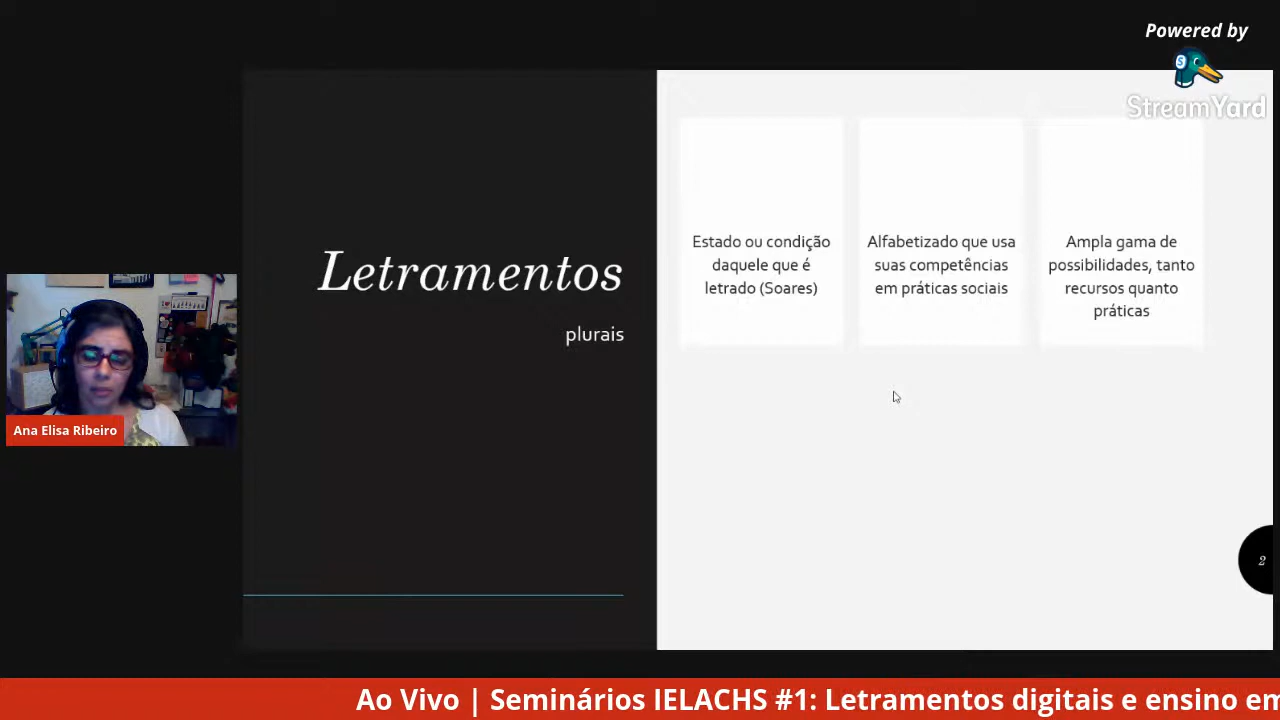 Powered by
StreamYard
Letramentos
plurais
Estado ou condição
daquele que é
letrado (Soares)
Alfabetizado que usa
suas competências
em práticas sociais
Ampla gama de
possibilidades, tanto
recursos quanto
práticas
Ana Elisa Ribeiro
2
Ao Vivo | Seminários IELACHS #1: Letramentos digitais e ensino em